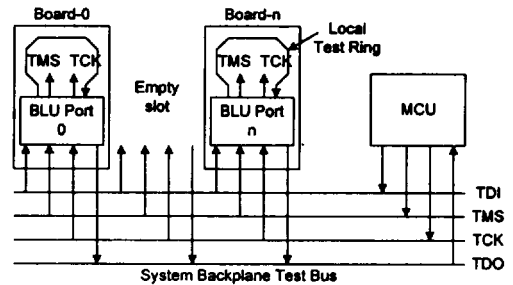 Board-0
Board-n
Local
Test Ring
TMS TCK
TMS TCK
Empty
slot
BLU Port
0
BLU Port
n
MCU
TDI
TMS
TCK
TDO
System Backplane Test Bus